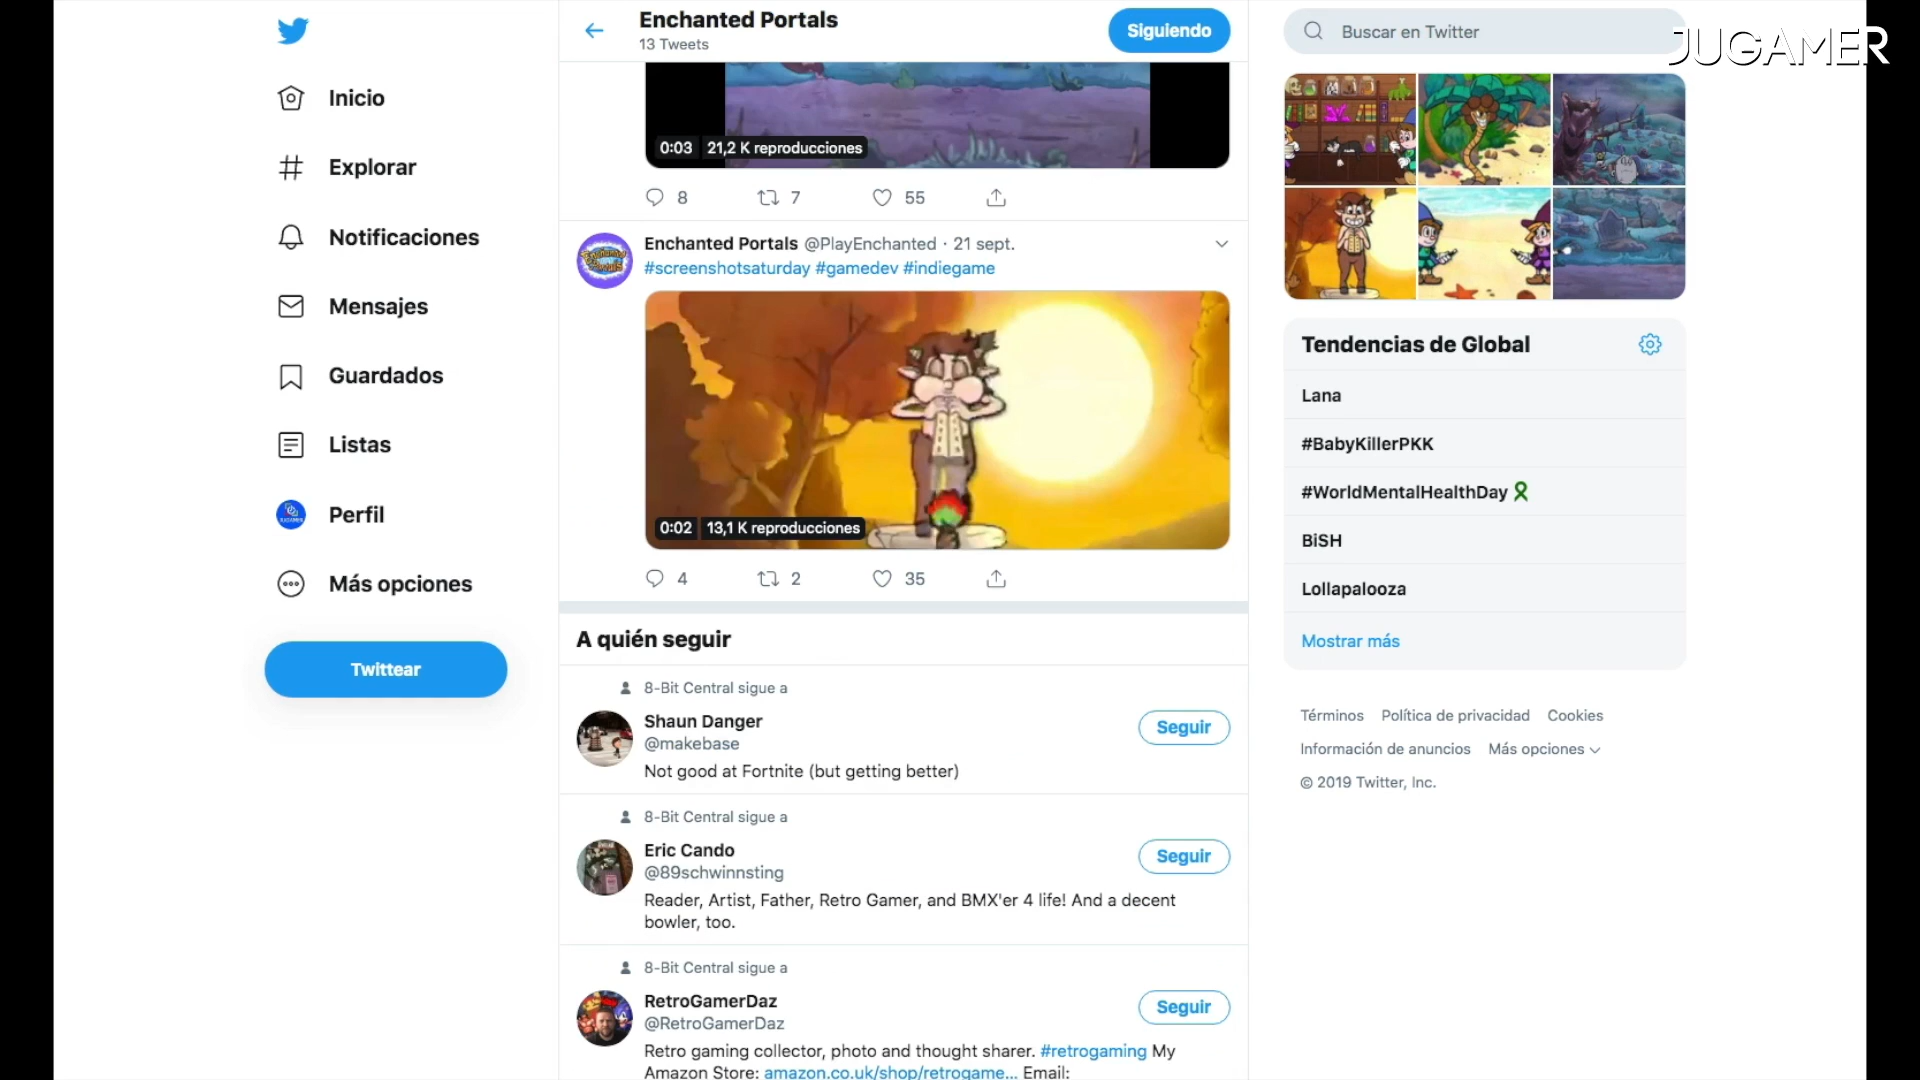 Enchanted Portals
13 Tweets
Siguiendo
Buscar en Twitter
JUGAMER
Inicio
Explorar
Notificaciones
Mensajes
Guardados
Listas
Perfil
Más opciones
Twittear
0:03 21,2 K reproducciones
8 7 55
Enchanted Portals @PlayEnchanted · 21 sept.
#screenshotsaturday #gamedev #indiegame
0:02 13,1 K reproducciones
4 2 35
A quién seguir
8-Bit Central sigue a
Shaun Danger
@makebase
Seguir
Not good at Fortnite (but getting better)
8-Bit Central sigue a
Eric Cando
@89schwinnsting
Seguir
Reader, Artist, Father, Retro Gamer, and BMX'er 4 life! And a decent
bowler, too.
8-Bit Central sigue a
RetroGamerDaz
@RetroGamerDaz
Seguir
Retro gaming collector, photo and thought sharer. #retrogaming My
Amazon Store: amazon.co.uk/shop/retrogame... Email:
Tendencias de Global
Lana
#BabyKillerPKK
#WorldMentalHealthDay
BiSH
Lollapalooza
Mostrar más
Términos Política de privacidad Cookies
Información de anuncios Más opciones
© 2019 Twitter, Inc.